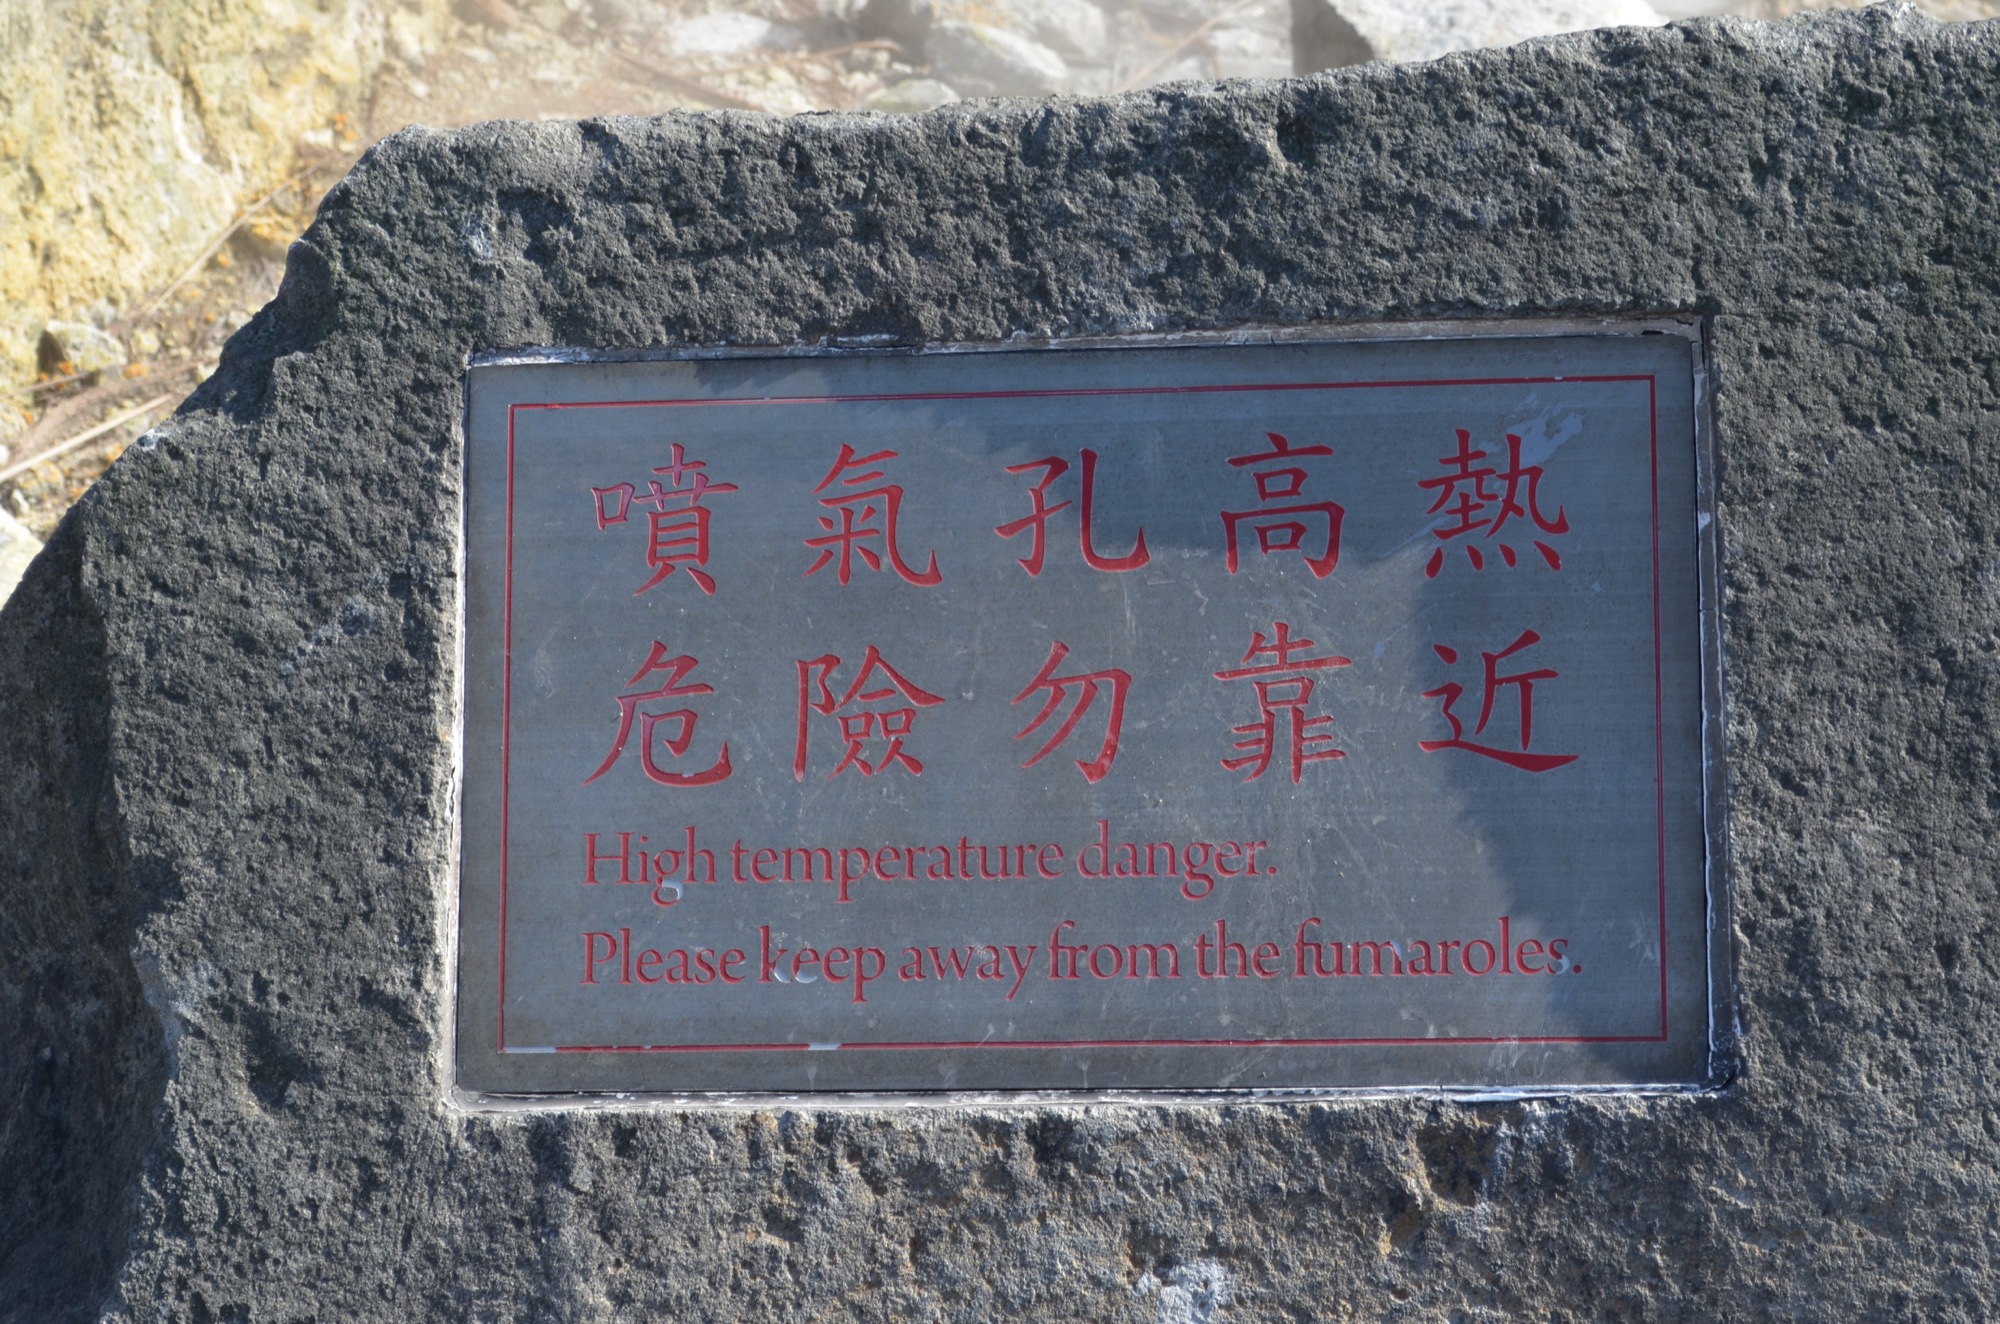 噴氣孔高熱
危險勿靠近
High temperature danger.
Please keep away from the fumaroles.